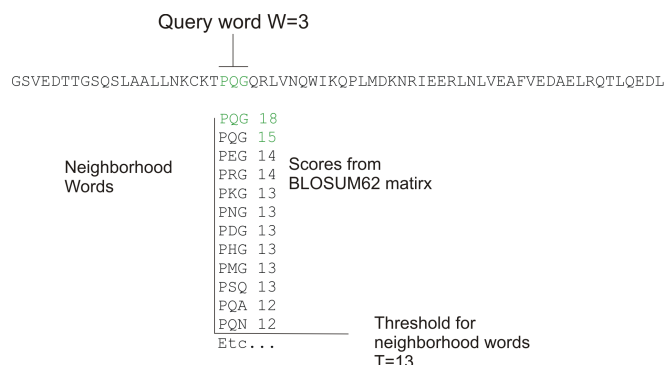 Query word W=3
GSVEDTTGSQSLAALLNKCKTPQGQRLVNQWIKQPLMDKNRIEERLNLVEAFVEDAELRQTLQEDL
PQG 18
PQG 15
PEG 14
PRG 14
PKG 13
PNG 13
PDG 13
PHG 13
PMG 13
PSQ 13
PQA 12
PQN 12
Etc...
Neighborhood
Words
Scores from
BLOSUM62 matirx
Threshold for
neighborhood words
T=13